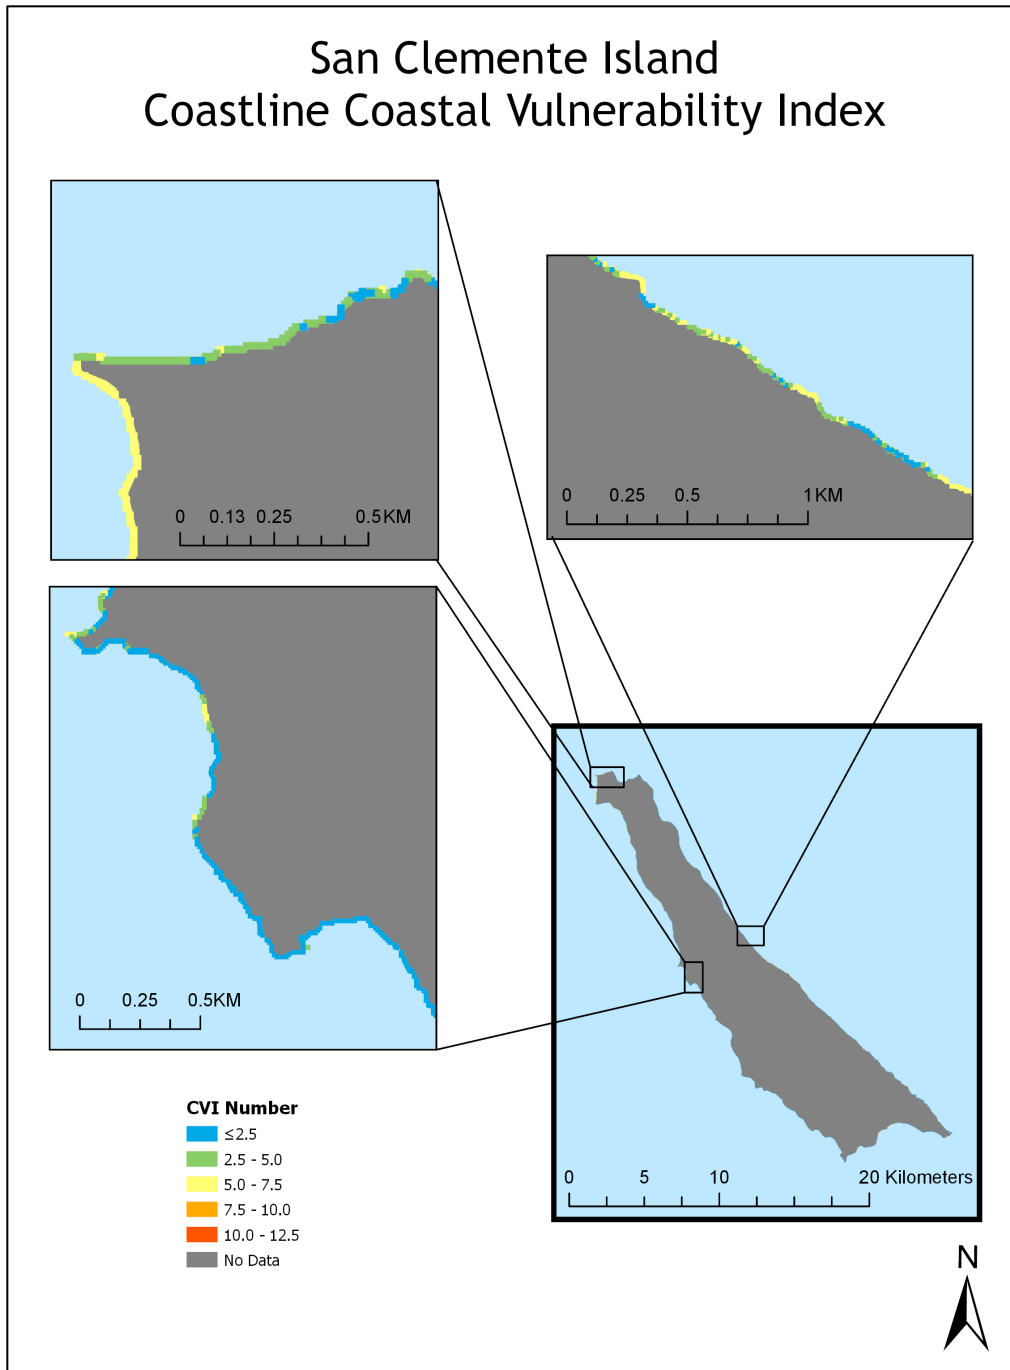 San Clemente Island
Coastline Coastal Vulnerability Index
0 0.13 0.25 0.5KM
0 0.25 0.5 1KM
0 0.25 0.5KM
CVI Number
≤2.5
2.5 - 5.0
5.0 - 7.5
7.5 - 10.0
10.0 - 12.5
No Data
0 5 10 20 Kilometers
N